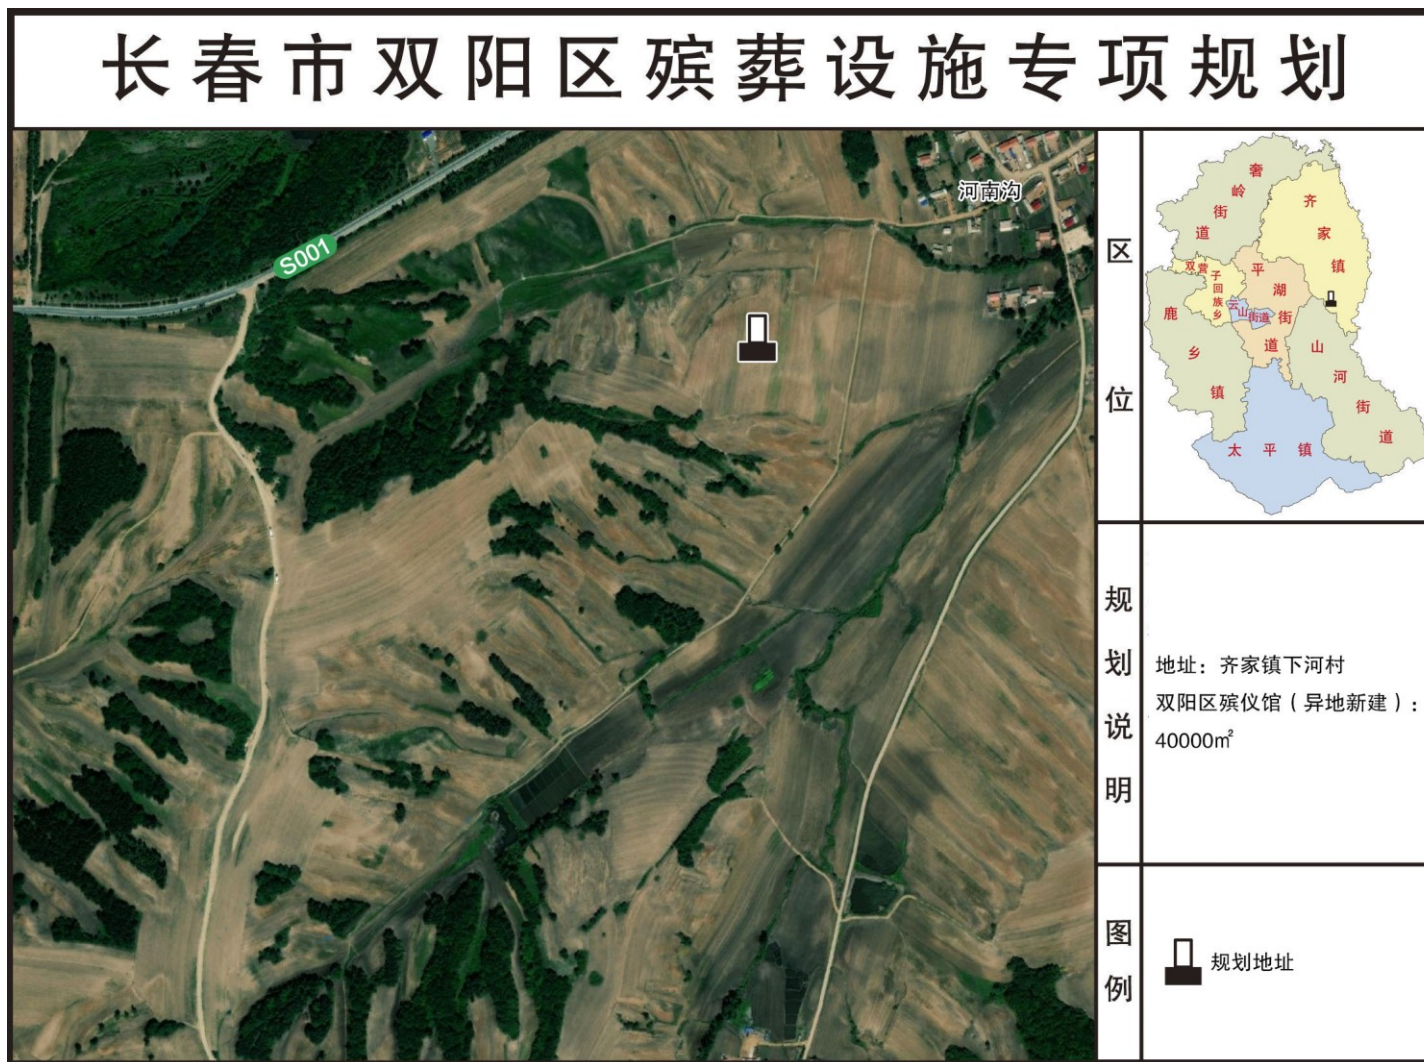 长春市双阳区殡葬设施专项规划
S001
河南沟
区位
奢岭街道
齐家镇
双营子回族乡
平湖街道
云山街道
鹿乡镇
山河街道
太平镇
规划说明
地址：齐家镇下河村
双阳区殡仪馆（异地新建）：
40000㎡
图例
规划地址